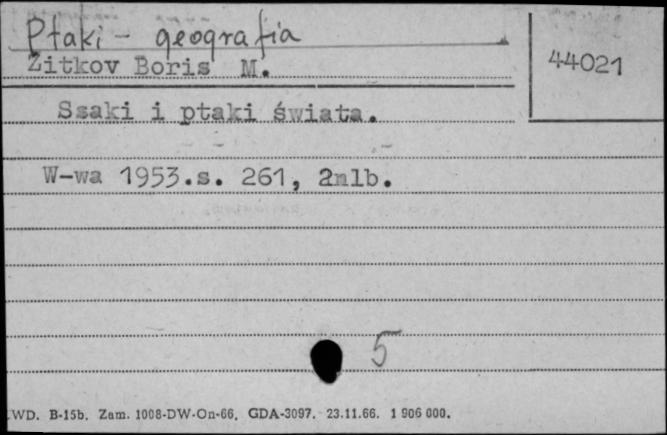 Ptaki - geografia
44021
Žitkov Boris M.
Ssaki i ptaki świata.
W-wa 1953.s. 261, 2nlb.
5
WD. B-15b. Zam. 1008-DW-On-66. GDA-3097. 23.11.66. 1 906 000.